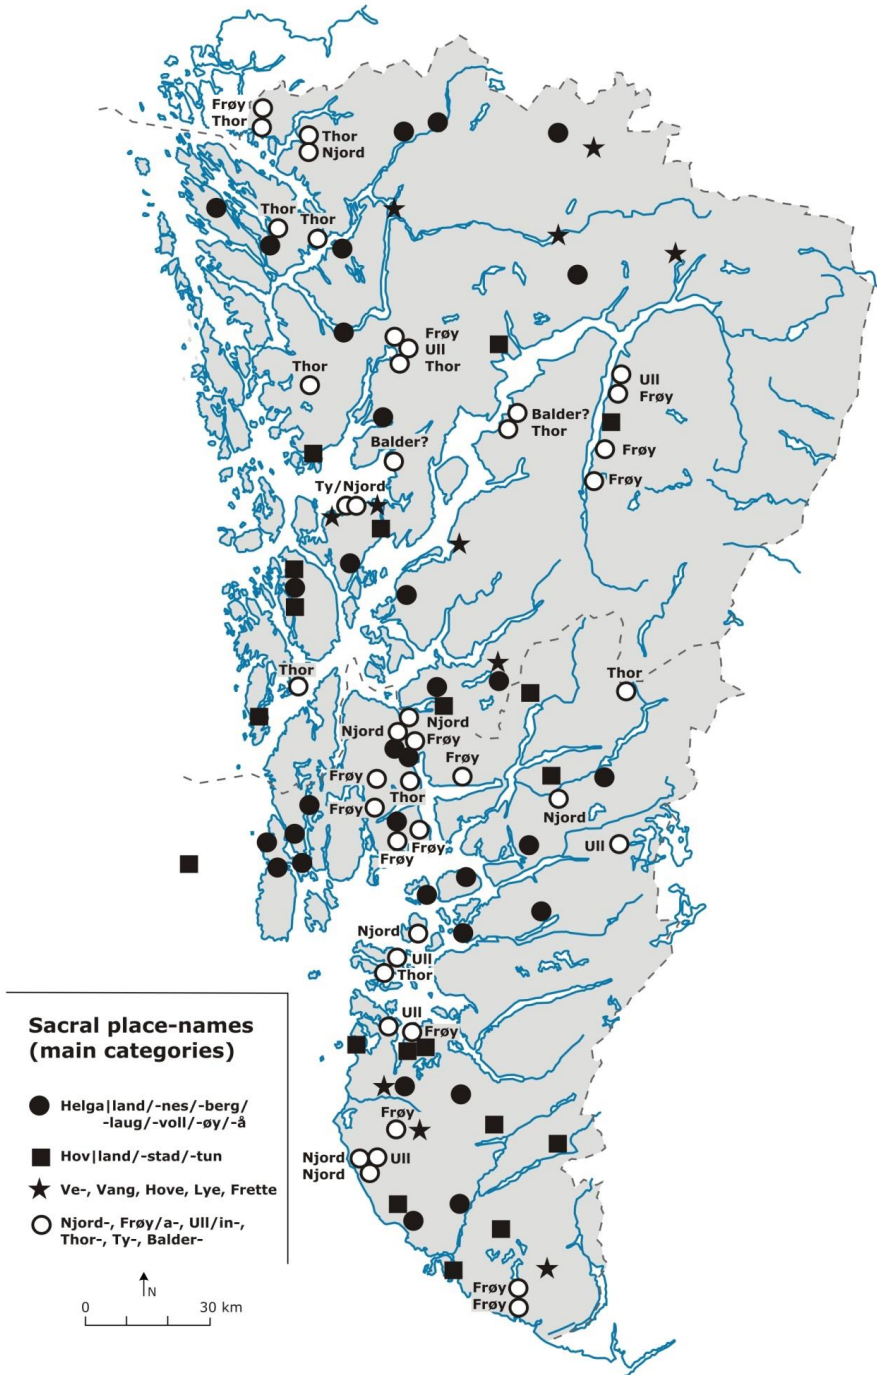 Frøy
Thor
Thor
Njord
Thor
Thor
Frøy
Ull
Thor
Thor
Ull
Frøy
Balder?
Thor
Balder?
Frøy
Frøy
Ty/Njord
Thor
Thor
Njord
Njord
Frøy
Frøy
Frøy
Thor
Frøy
Njord
Frøy
Frøy
Ull
Njord
Ull
Thor
Ull
Frøy
Frøy
Njord
Ull
Njord
Frøy
Frøy
Sacral place-names
(main categories)
Helga|land/-nes/-berg/
-laug/-voll/-øy/-å
Hov|land/-stad/-tun
Ve-, Vang, Hove, Lye, Frette
Njord-, Frøy/a-, Ull/in-,
Thor-, Ty-, Balder-
N
0 30 km